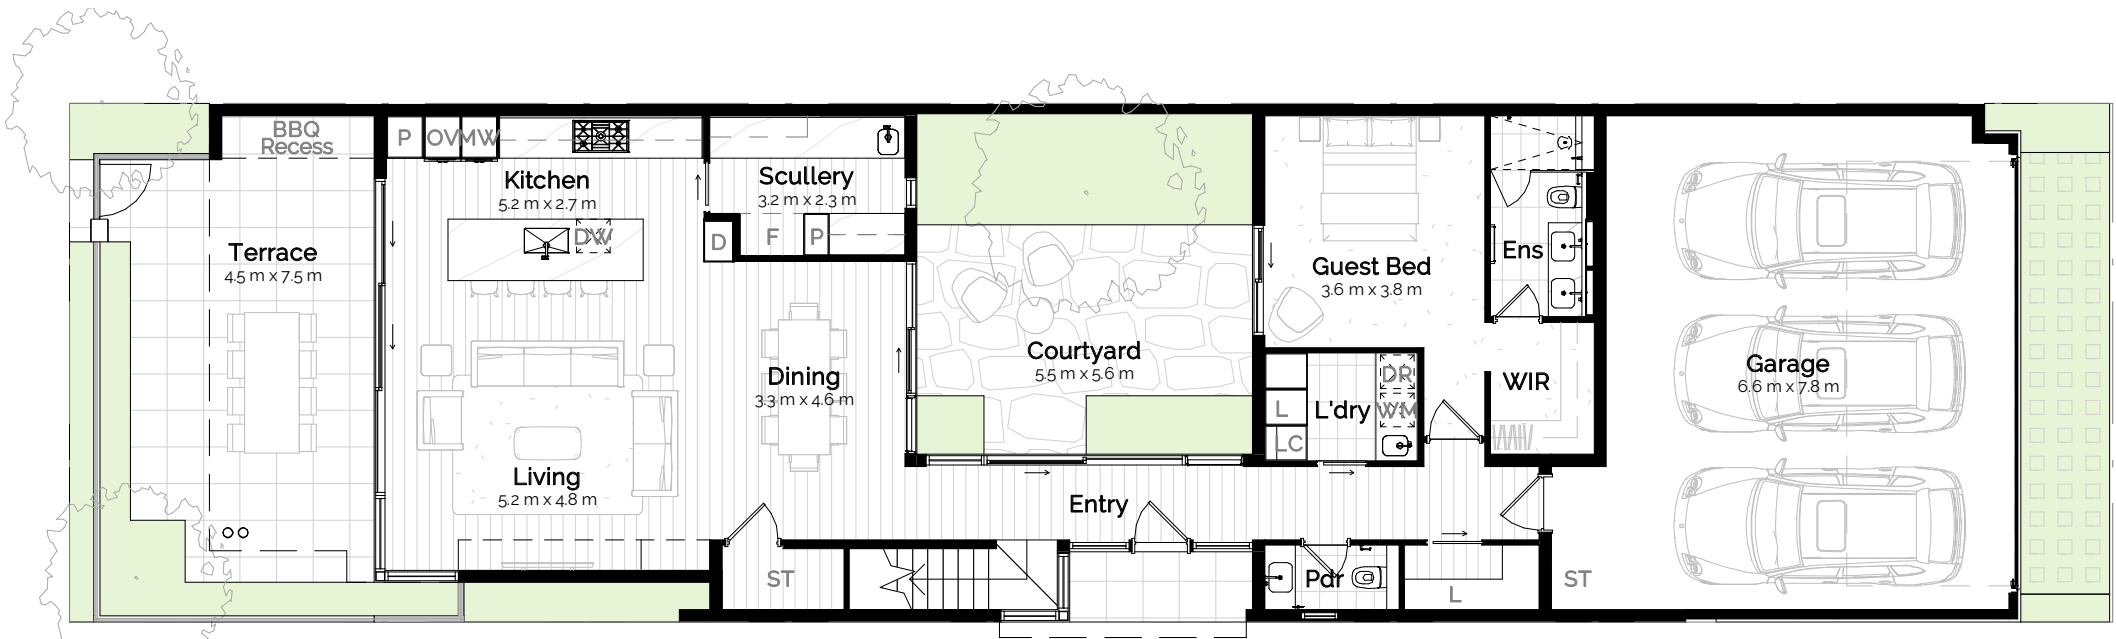 BBQ
Recess
Terrace
4.5 m x 7.5 m
P
OV
MW
Kitchen
5.2 m x 2.7 m
DW
Living
5.2 m x 4.8 m
Scullery
3.2 m x 2.3 m
D
F
P
Dining
3.3 m x 4.6 m
ST
Courtyard
5.5 m x 5.6 m
Entry
Guest Bed
3.6 m x 3.8 m
Ens
WIR
DR
L
L'dry
WM
LC
Pdr
L
ST
Garage
6.6 m x 7.8 m